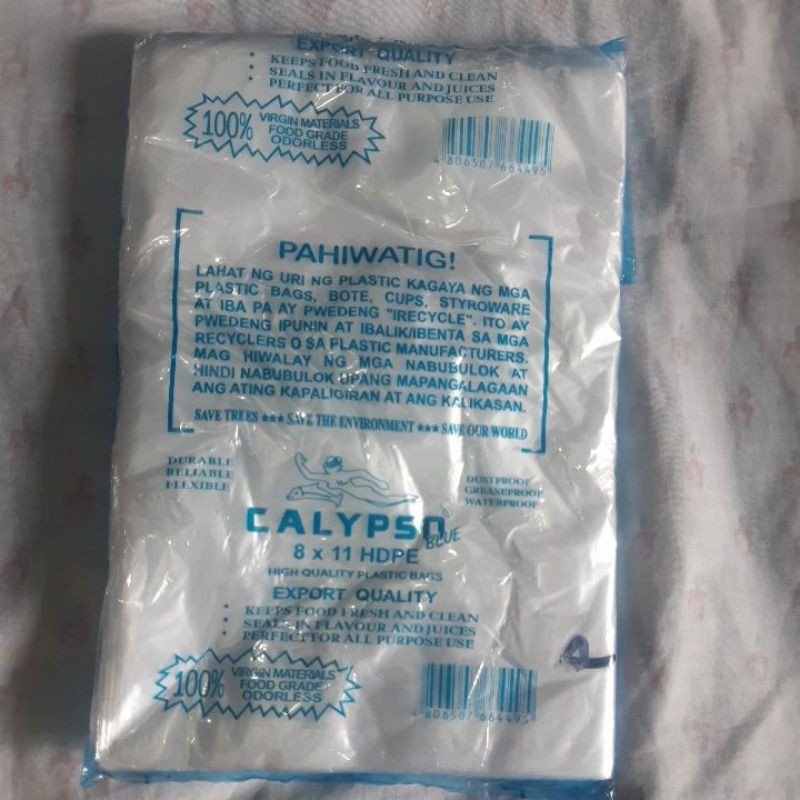 EXPORT QUALITY
• KEEPS FOOD FRESH AND CLEAN
• SEALS IN FLAVOUR AND JUICES
• PERFECT FOR ALL PURPOSE USE
100% VIRGIN MATERIALS
FOOD GRADE
ODORLESS
4 806507 664495
PAHIWATIG!
LAHAT NG URI NG PLASTIC KAGAYA NG MGA
PLASTIC BAGS, BOTE, CUPS, STYROWARE
AT IBA PA AY PWEDENG "IRECYCLE". ITO AY
PWEDENG IPUNIN AT IBALIK/IBENTA SA MGA
RECYCLERS O SA PLASTIC MANUFACTURERS.
MAG HIWALAY NG MGA NABUBULOK AT
HINDI NABUBULOK UPANG MAPANGALAGAAN
ANG ATING KAPALIGIRAN AT ANG KALIKASAN.
SAVE TREES ★★★ SAVE THE ENVIRONMENT ★★★ SAVE OUR WORLD
DURABLE
RELIABLE
FLEXIBLE
DUSTPROOF
GREASEPROOF
WATERPROOF
CALYPSO®
BLUE
8 x 11 HDPE
HIGH QUALITY PLASTIC BAGS
EXPORT QUALITY
• KEEPS FOOD FRESH AND CLEAN
• SEALS IN FLAVOUR AND JUICES
• PERFECT FOR ALL PURPOSE USE
100% VIRGIN MATERIALS
FOOD GRADE
ODORLESS
4 806507 664495